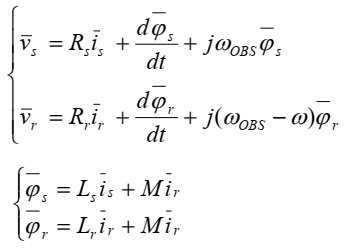 v̄_s = R_s ī_s + dφ̄_s/dt + jω_OBS φ̄_s
v̄_r = R_r ī_r + dφ̄_r/dt + j(ω_OBS − ω)φ̄_r
φ̄_s = L_s ī_s + M ī_r
φ̄_r = L_r ī_r + M ī_r